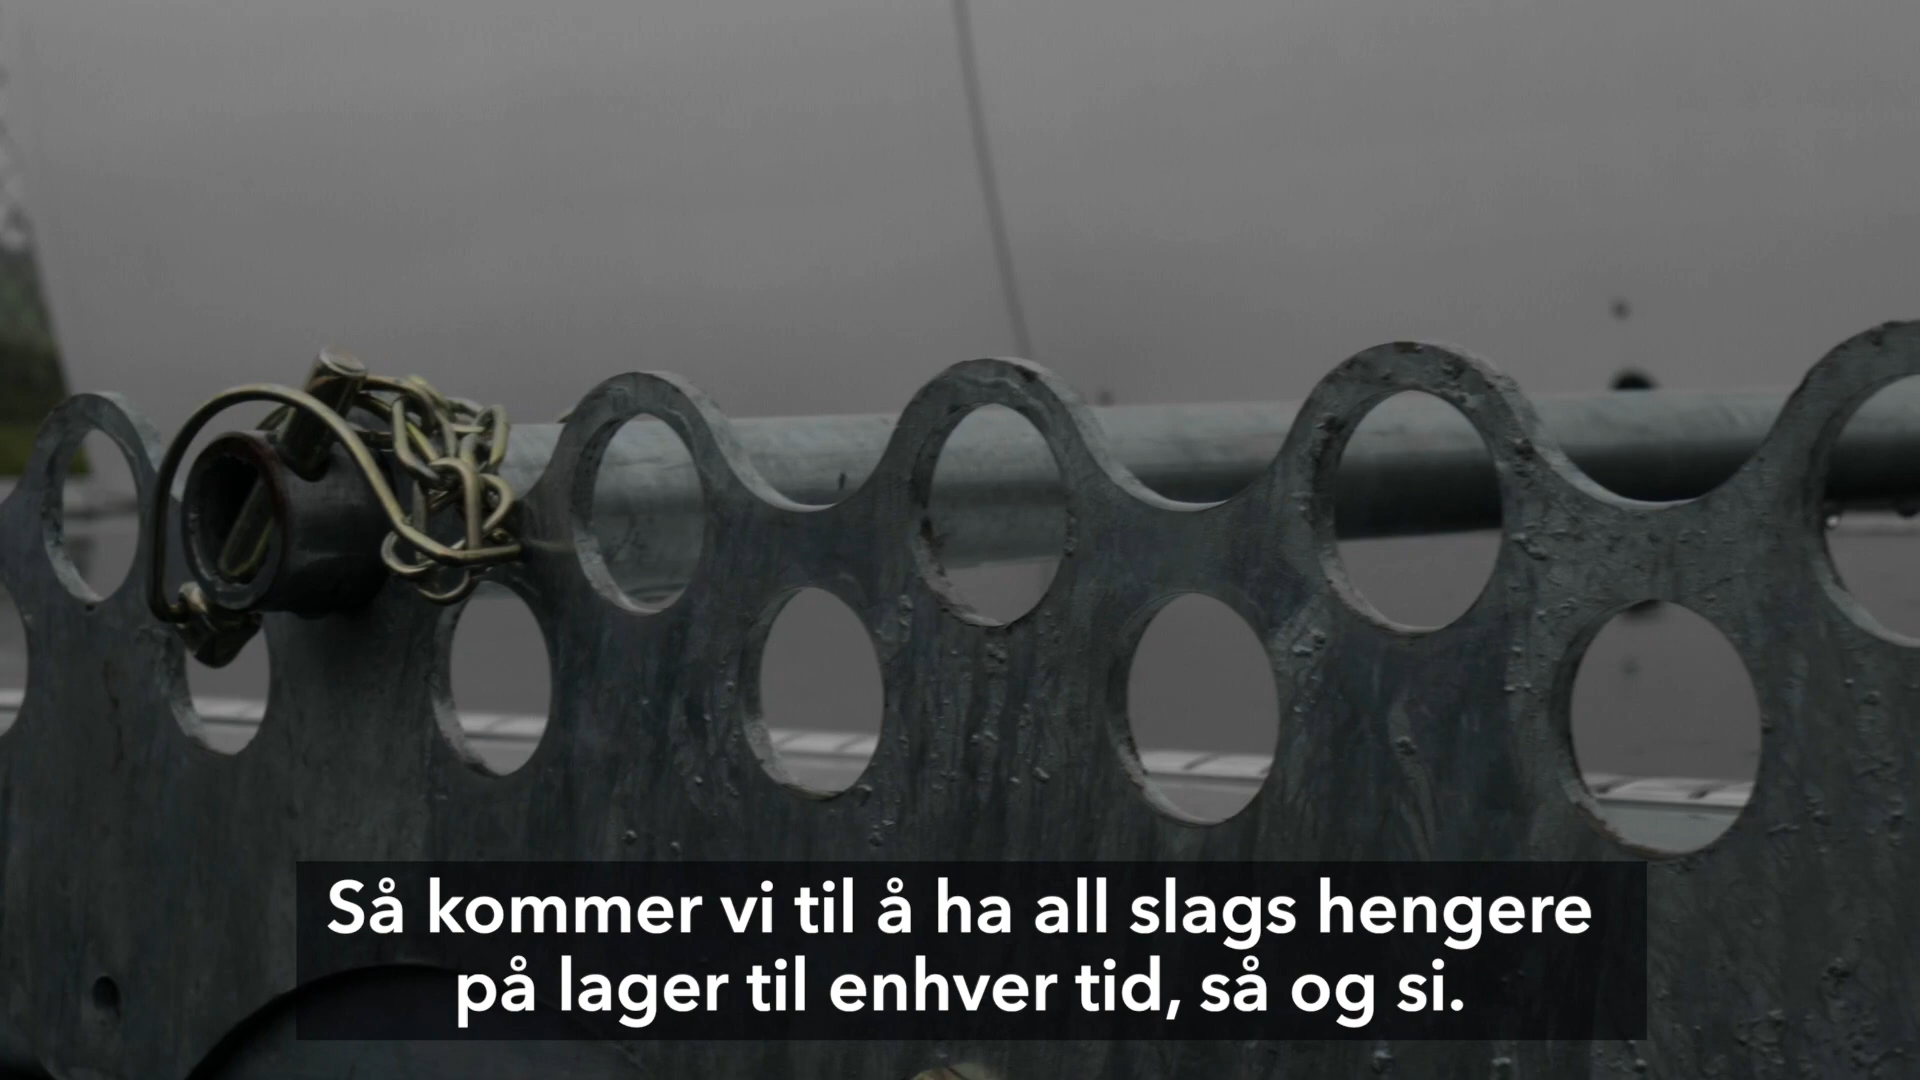 Så kommer vi til å ha all slags hengere
på lager til enhver tid, så og si.